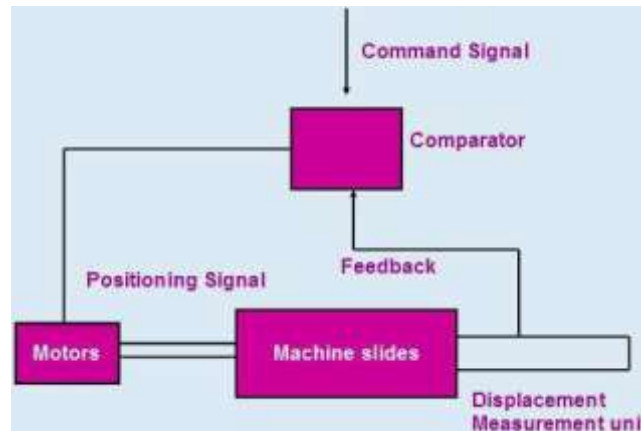 Command Signal
Comparator
Feedback
Positioning Signal
Motors
Machine slides
Displacement
Measurement uni